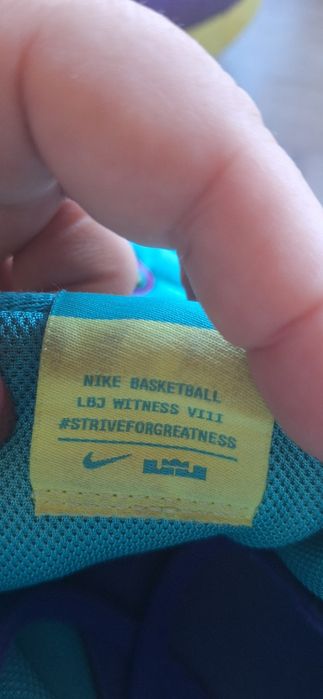 NIKE BASKETBALL
LBJ WITNESS VIII
#STRIVEFORGREATNESS